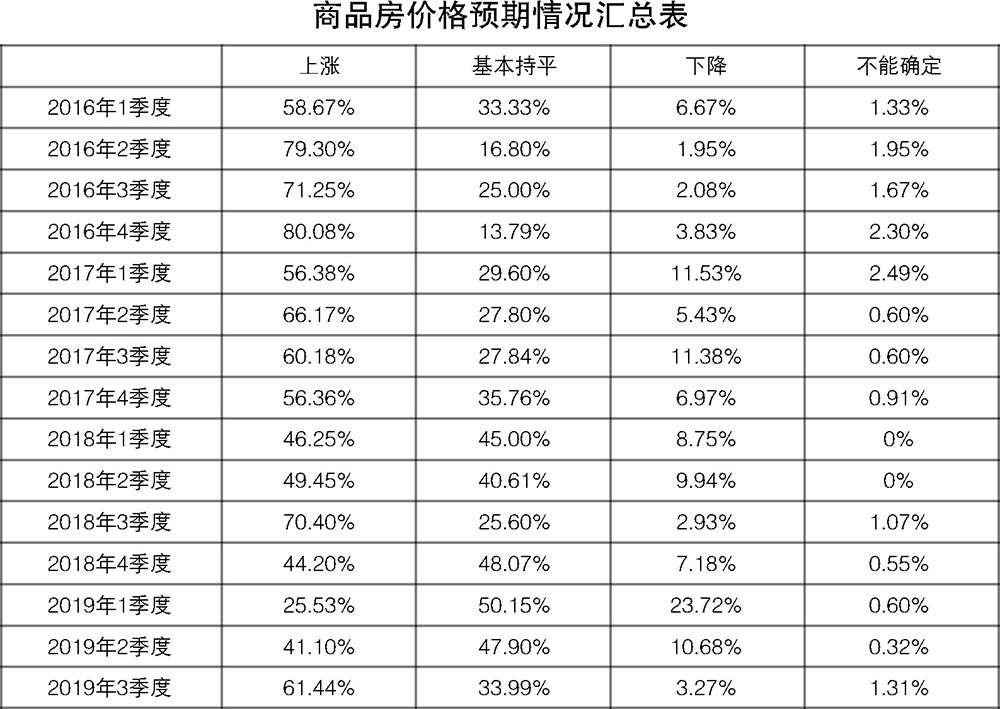 商品房价格预期情况汇总表
上涨 基本持平 下降 不能确定
2016年1季度 58.67% 33.33% 6.67% 1.33%
2016年2季度 79.30% 16.80% 1.95% 1.95%
2016年3季度 71.25% 25.00% 2.08% 1.67%
2016年4季度 80.08% 13.79% 3.83% 2.30%
2017年1季度 56.38% 29.60% 11.53% 2.49%
2017年2季度 66.17% 27.80% 5.43% 0.60%
2017年3季度 60.18% 27.84% 11.38% 0.60%
2017年4季度 56.36% 35.76% 6.97% 0.91%
2018年1季度 46.25% 45.00% 8.75% 0%
2018年2季度 49.45% 40.61% 9.94% 0%
2018年3季度 70.40% 25.60% 2.93% 1.07%
2018年4季度 44.20% 48.07% 7.18% 0.55%
2019年1季度 25.53% 50.15% 23.72% 0.60%
2019年2季度 41.10% 47.90% 10.68% 0.32%
2019年3季度 61.44% 33.99% 3.27% 1.31%